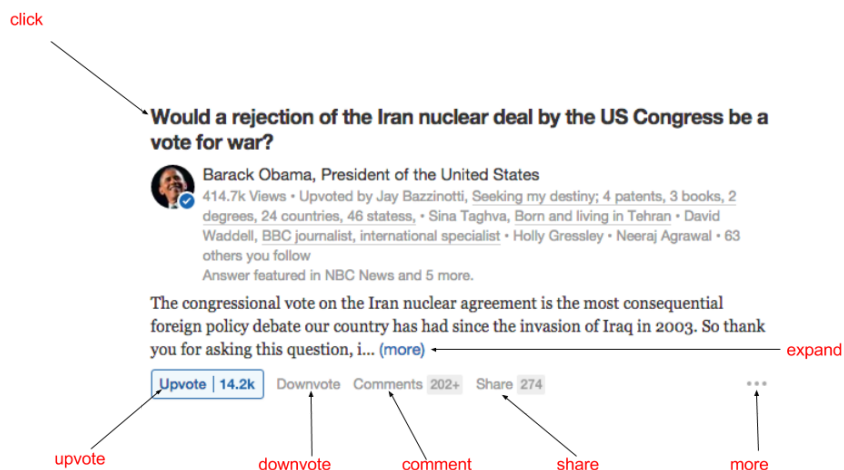 click
Would a rejection of the Iran nuclear deal by the US Congress be a
vote for war?
Barack Obama, President of the United States
414.7k Views • Upvoted by Jay Bazzinotti, Seeking my destiny; 4 patents, 3 books, 2
degrees, 24 countries, 46 statess, • Sina Taghva, Born and living in Tehran • David
Waddell, BBC journalist, international specialist • Holly Gressley • Neeraj Agrawal • 63
others you follow
Answer featured in NBC News and 5 more.
The congressional vote on the Iran nuclear agreement is the most consequential
foreign policy debate our country has had since the invasion of Iraq in 2003. So thank
you for asking this question, i... (more)
expand
Upvote | 14.2k Downvote Comments 202+ Share 274 •••
upvote downvote comment share more